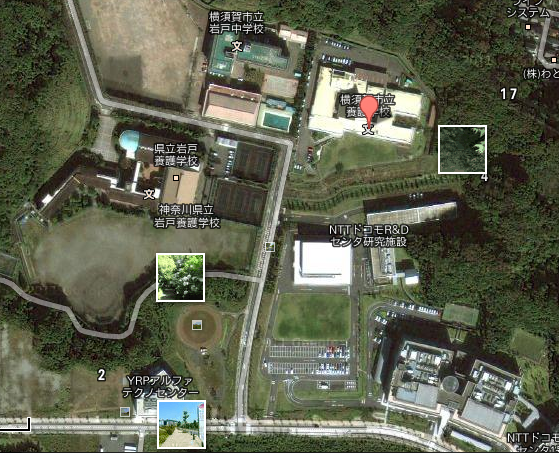 横須賀市立
岩戸中学校
文
システム
(株)わと
17
横須賀市立
養護学校
文
県立岩戸
養護学校
4
文
神奈川県立
岩戸養護学校
NTTドコモR&D
センタ研究施設
2
YRPアルファ
テクノセンター
NTTドコモ